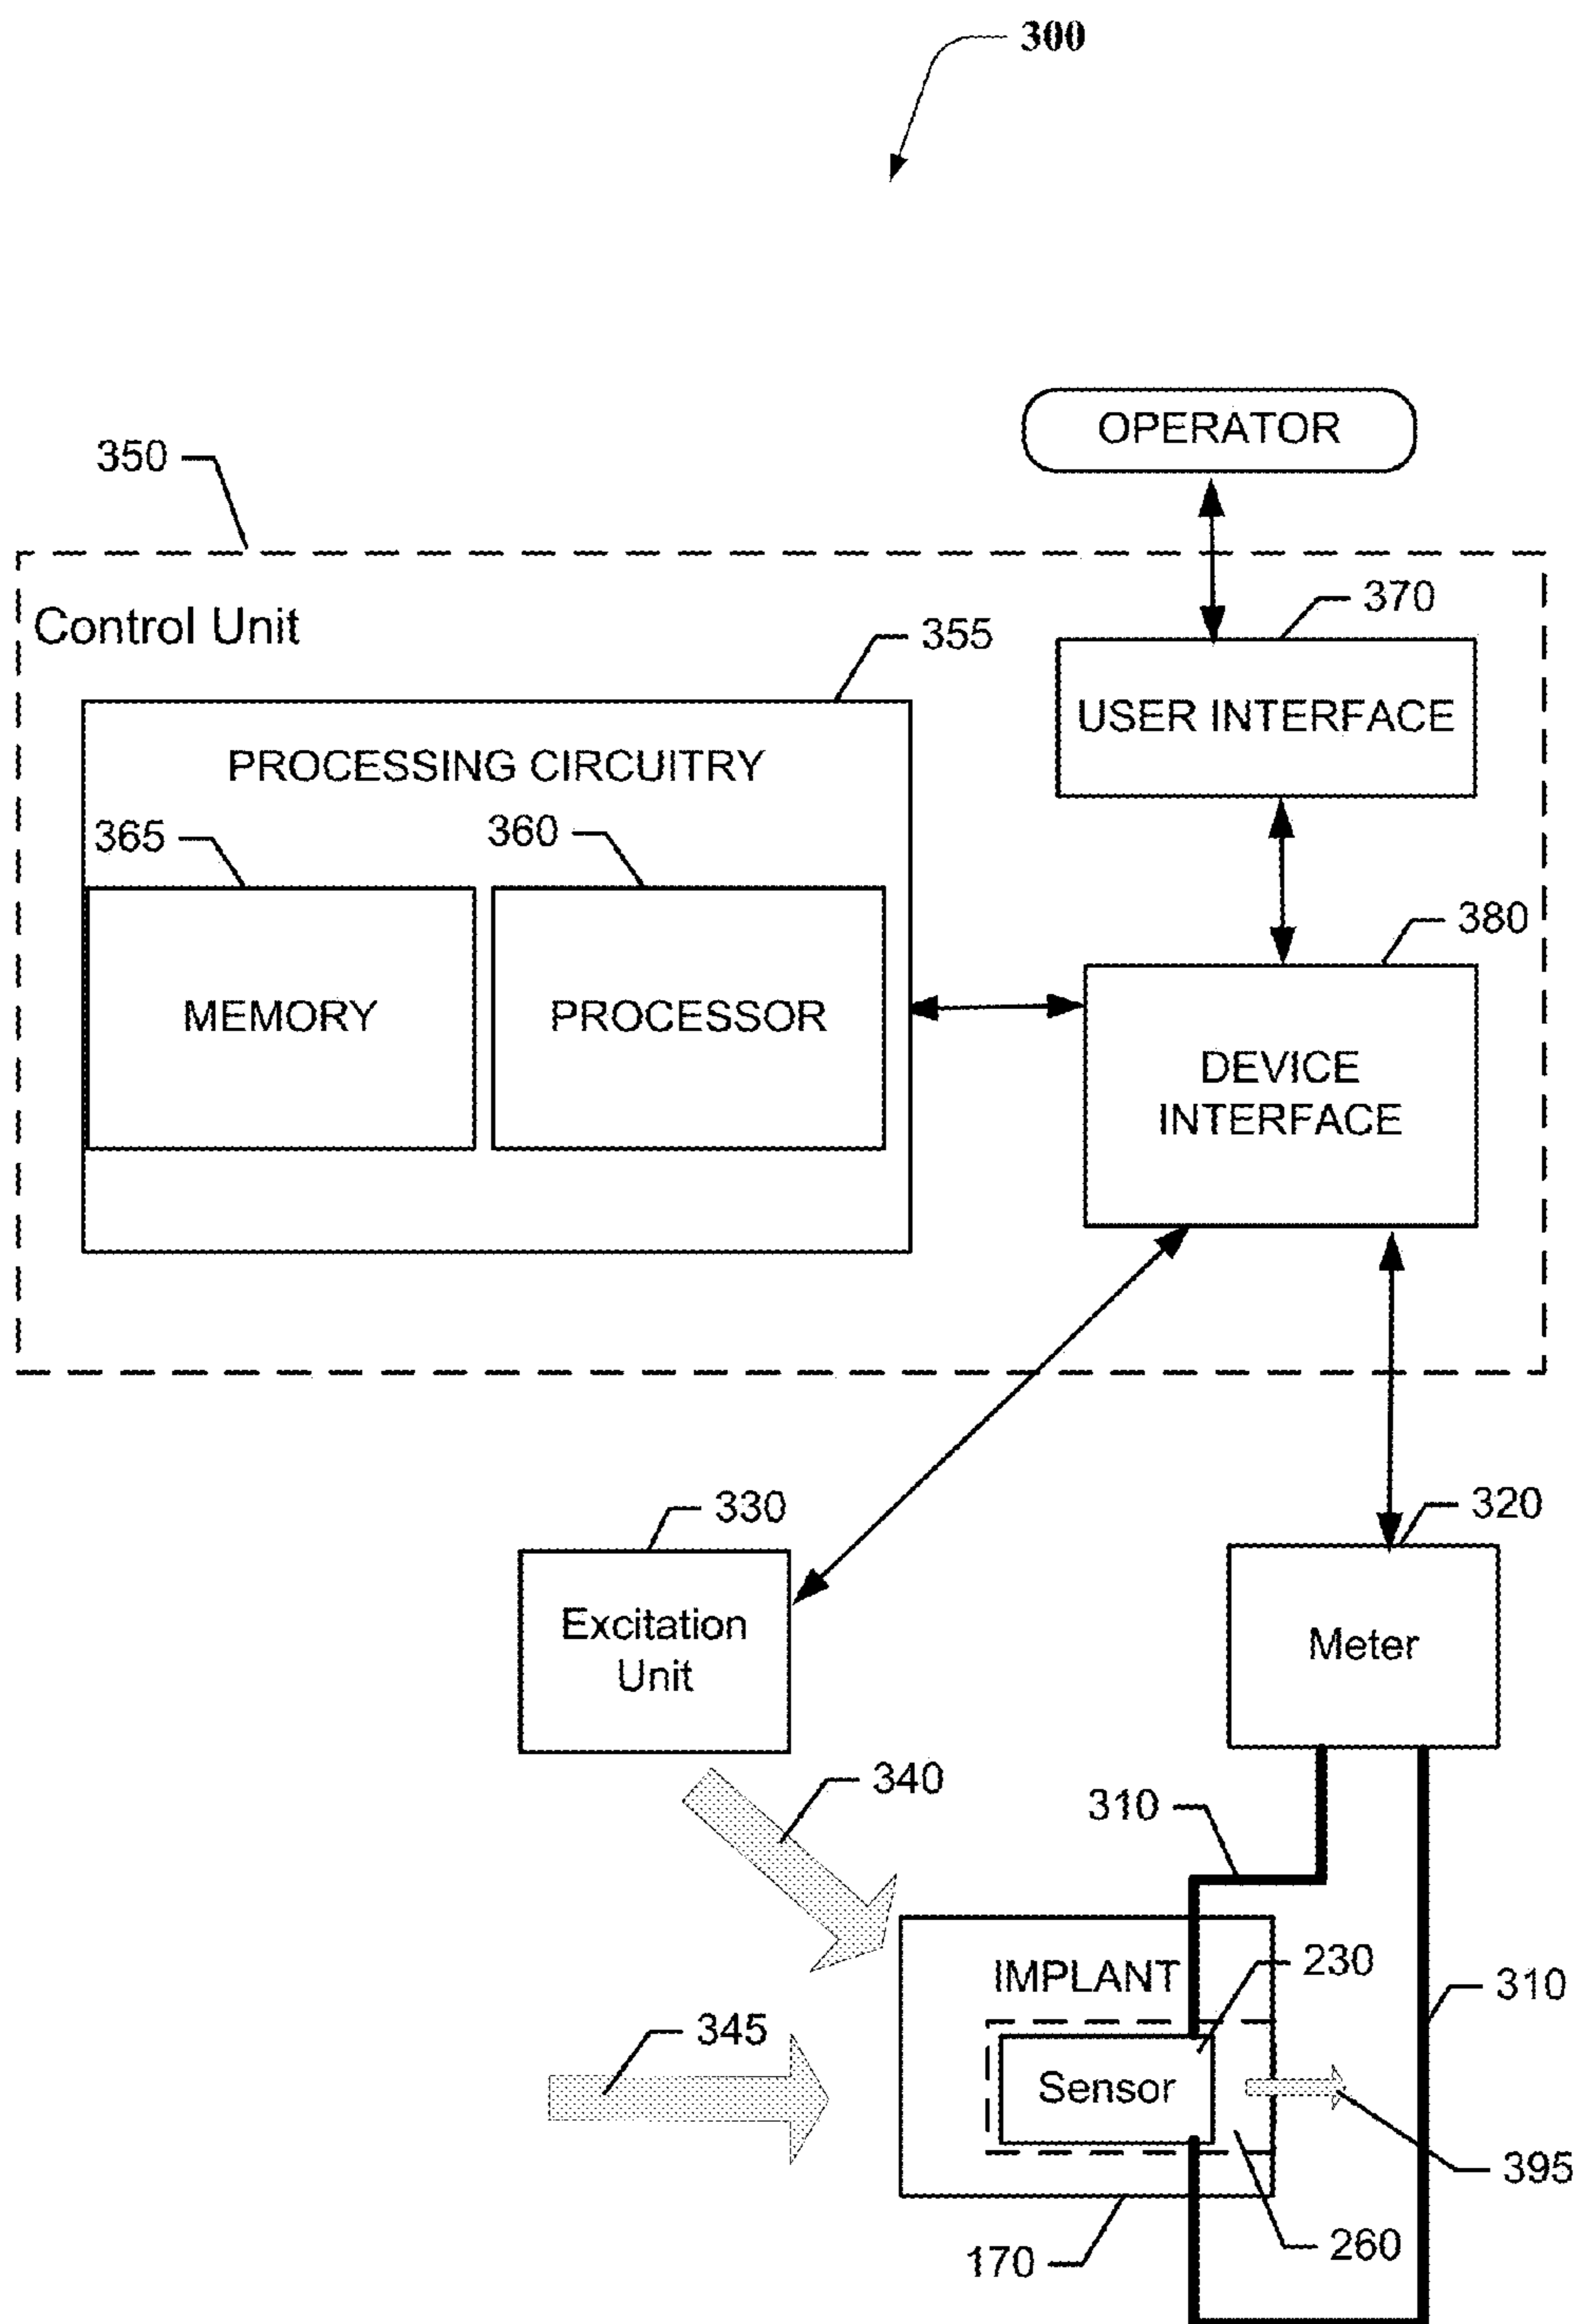 300
OPERATOR
350
370
Control Unit
355
USER INTERFACE
PROCESSING CIRCUITRY
365
360
380
MEMORY
PROCESSOR
DEVICE
INTERFACE
330
320
Excitation
Unit
Meter
340
310
IMPLANT
230
310
345
Sensor
395
260
170